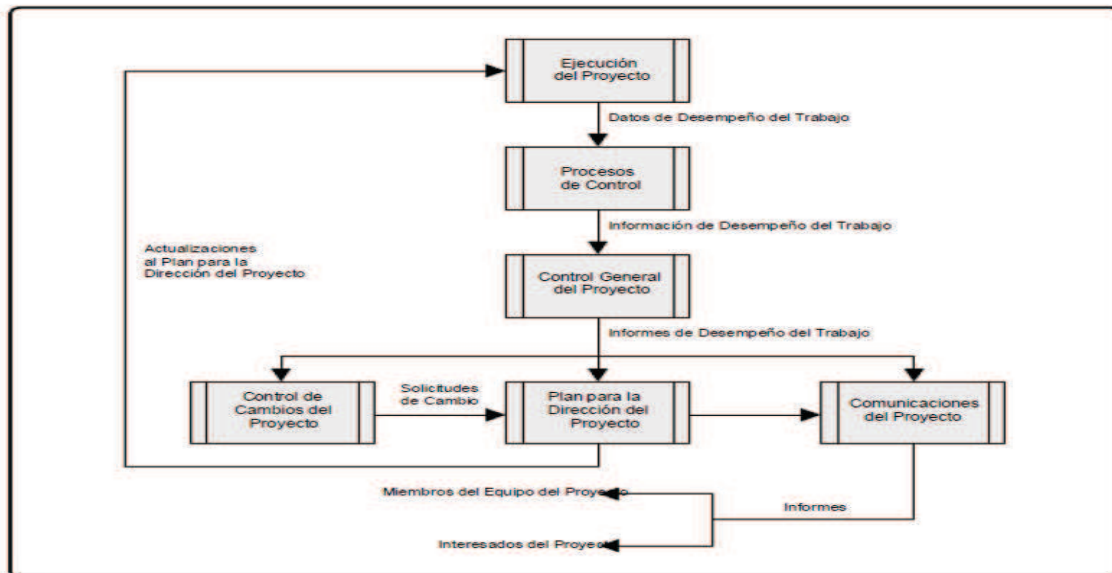 Ejecución
del Proyecto
Datos de Desempeño del Trabajo
Procesos
de Control
Información de Desempeño del Trabajo
Actualizaciones
al Plan para la
Dirección del Proyecto
Control General
del Proyecto
Informes de Desempeño del Trabajo
Control de
Cambios del
Proyecto
Solicitudes
de Cambio
Plan para la
Dirección del
Proyecto
Comunicaciones
del Proyecto
Miembros del Equipo del Proyecto
Informes
Interesados del Proyecto